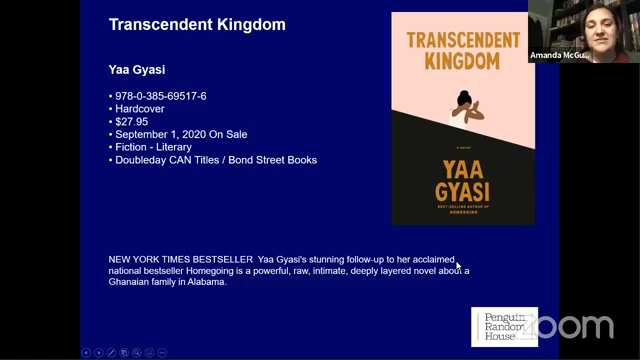 Transcendent Kingdom
Yaa Gyasi
• 978-0-385-69517-6
• Hardcover
• $27.95
• September 1, 2020 On Sale
• Fiction - Literary
• Doubleday CAN Titles / Bond Street Books
NEW YORK TIMES BESTSELLER  Yaa Gyasi's stunning follow-up to her acclaimed
national bestseller Homegoing is a powerful, raw, intimate, deeply layered novel about a
Ghanaian family in Alabama.
TRANSCENDENT
KINGDOM
A NOVEL
YAA
GYASI
BEST-SELLING AUTHOR OF
HOMEGOING
Amanda McGu...
Penguin
Random
House
zoom